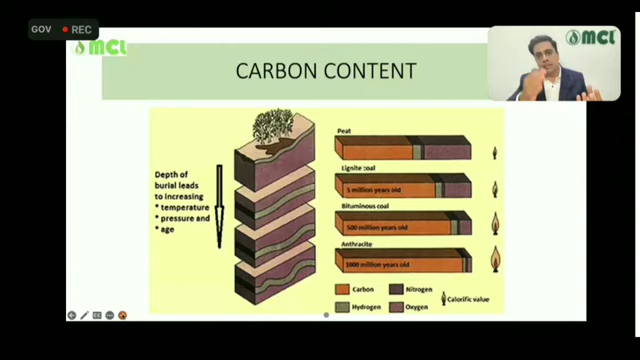 GOV
REC
MCL
MCL
CARBON CONTENT
Depth of
burial leads
to increasing
* temperature
* pressure and
* age
Peat
Lignite coal
5 million years old
Bituminous coal
500 million years old
Anthracite
1000 million years old
Carbon
Nitrogen
Hydrogen
Oxygen
Calorific value